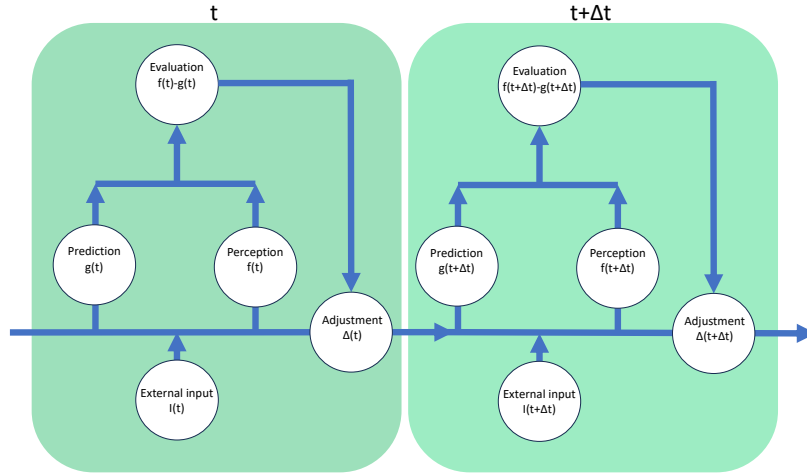 t
t+Δt
Evaluation
f(t)-g(t)
Evaluation
f(t+Δt)-g(t+Δt)
Prediction
g(t)
Perception
f(t)
Prediction
g(t+Δt)
Perception
f(t+Δt)
Adjustment
Δ(t)
Adjustment
Δ(t+Δt)
External input
I(t)
External input
I(t+Δt)